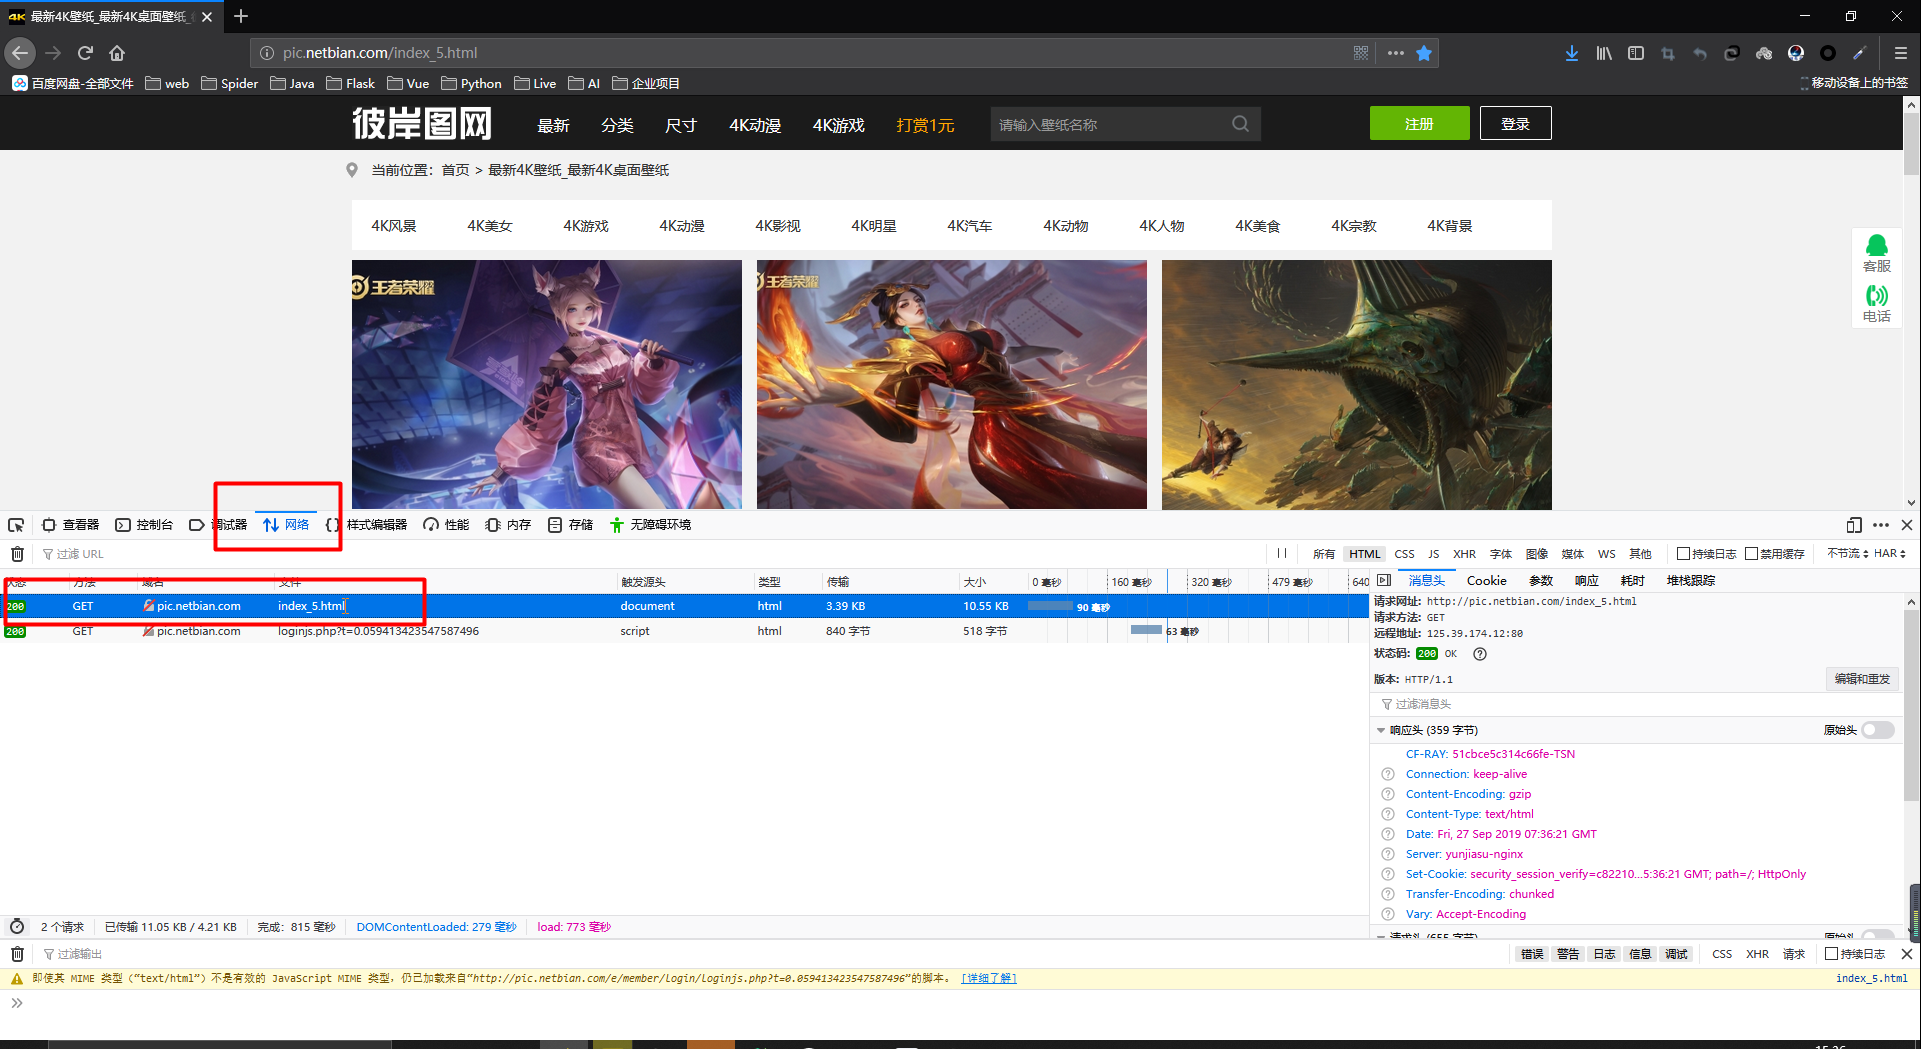 4K 最新4K壁纸_最新4K桌面壁纸_
pic.netbian.com/index_5.html
百度网盘-全部文件 web Spider Java Flask Vue Python Live AI 企业项目 移动设备上的书签
彼岸图网 最新 分类 尺寸 4K动漫 4K游戏 打赏1元 请输入壁纸名称 注册 登录
当前位置：首页 > 最新4K壁纸_最新4K桌面壁纸
4K风景 4K美女 4K游戏 4K动漫 4K影视 4K明星 4K汽车 4K动物 4K人物 4K美食 4K宗教 4K背景
王者荣耀 王者荣耀
客服
电话
查看器 控制台 调试器 网络 样式编辑器 性能 内存 存储 无障碍环境
过滤 URL 所有 HTML CSS JS XHR 字体 图像 媒体 WS 其他 持续日志 禁用缓存 不节流 HAR
状态 方法 域名 文件 触发源头 类型 传输 大小 0 毫秒 160 毫秒 320 毫秒 479 毫秒 640
200 GET pic.netbian.com index_5.html document html 3.39 KB 10.55 KB 90 毫秒
200 GET pic.netbian.com loginjs.php?t=0.059413423547587496 script html 840 字节 518 字节 63 毫秒
消息头 Cookie 参数 响应 耗时 堆栈跟踪
请求网址: http://pic.netbian.com/index_5.html
请求方法: GET
远程地址: 125.39.174.12:80
状态码: 200 OK
版本: HTTP/1.1 编辑和重发
过滤消息头
响应头 (359 字节) 原始头
CF-RAY: 51cbce5c314c66fe-TSN
Connection: keep-alive
Content-Encoding: gzip
Content-Type: text/html
Date: Fri, 27 Sep 2019 07:36:21 GMT
Server: yunjiasu-nginx
Set-Cookie: security_session_verify=c82210...5:36:21 GMT; path=/; HttpOnly
Transfer-Encoding: chunked
Vary: Accept-Encoding
请求头 (655 字节) 原始头
2 个请求 已传输 11.05 KB / 4.21 KB 完成: 815 毫秒 DOMContentLoaded: 279 毫秒 load: 773 毫秒
过滤输出 错误 警告 日志 信息 调试 CSS XHR 请求 持续日志
即使其 MIME 类型（“text/html”）不是有效的 JavaScript MIME 类型，仍已加载来自“http://pic.netbian.com/e/member/login/loginjs.php?t=0.059413423547587496”的脚本。 [详细了解] index_5.html
15:36